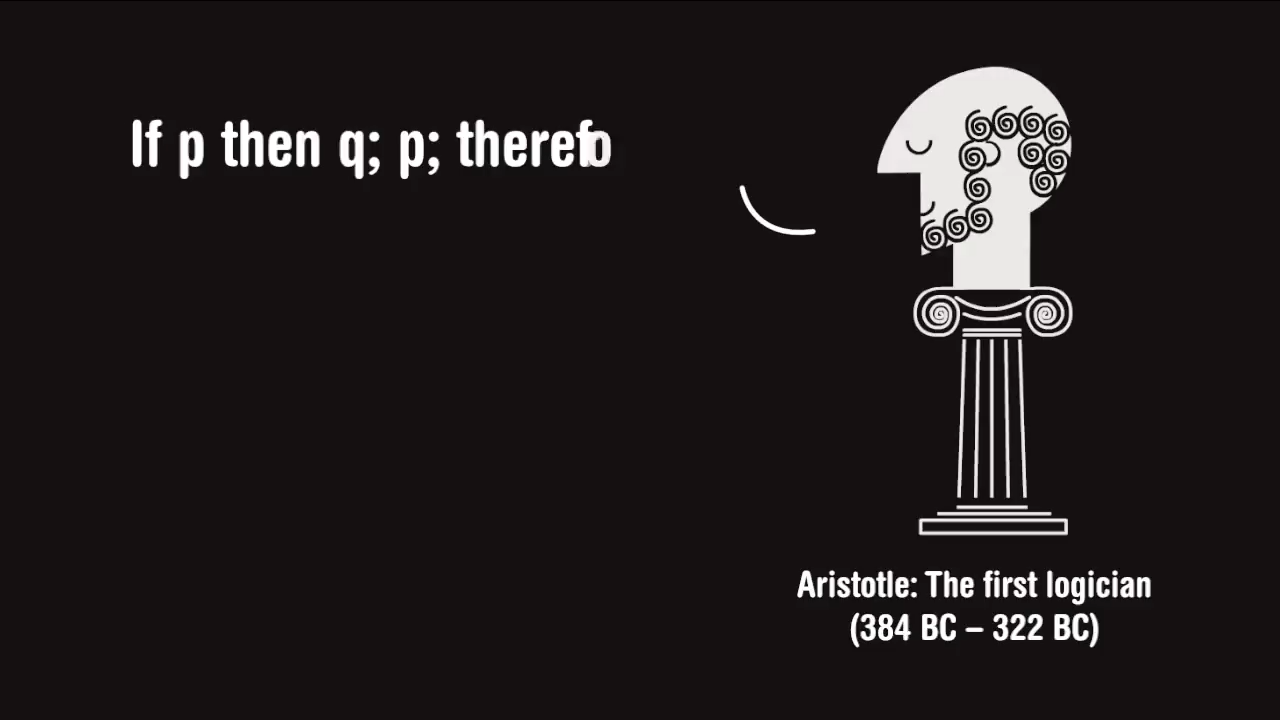 If p then q; p; therefo
Aristotle: The first logician
(384 BC – 322 BC)